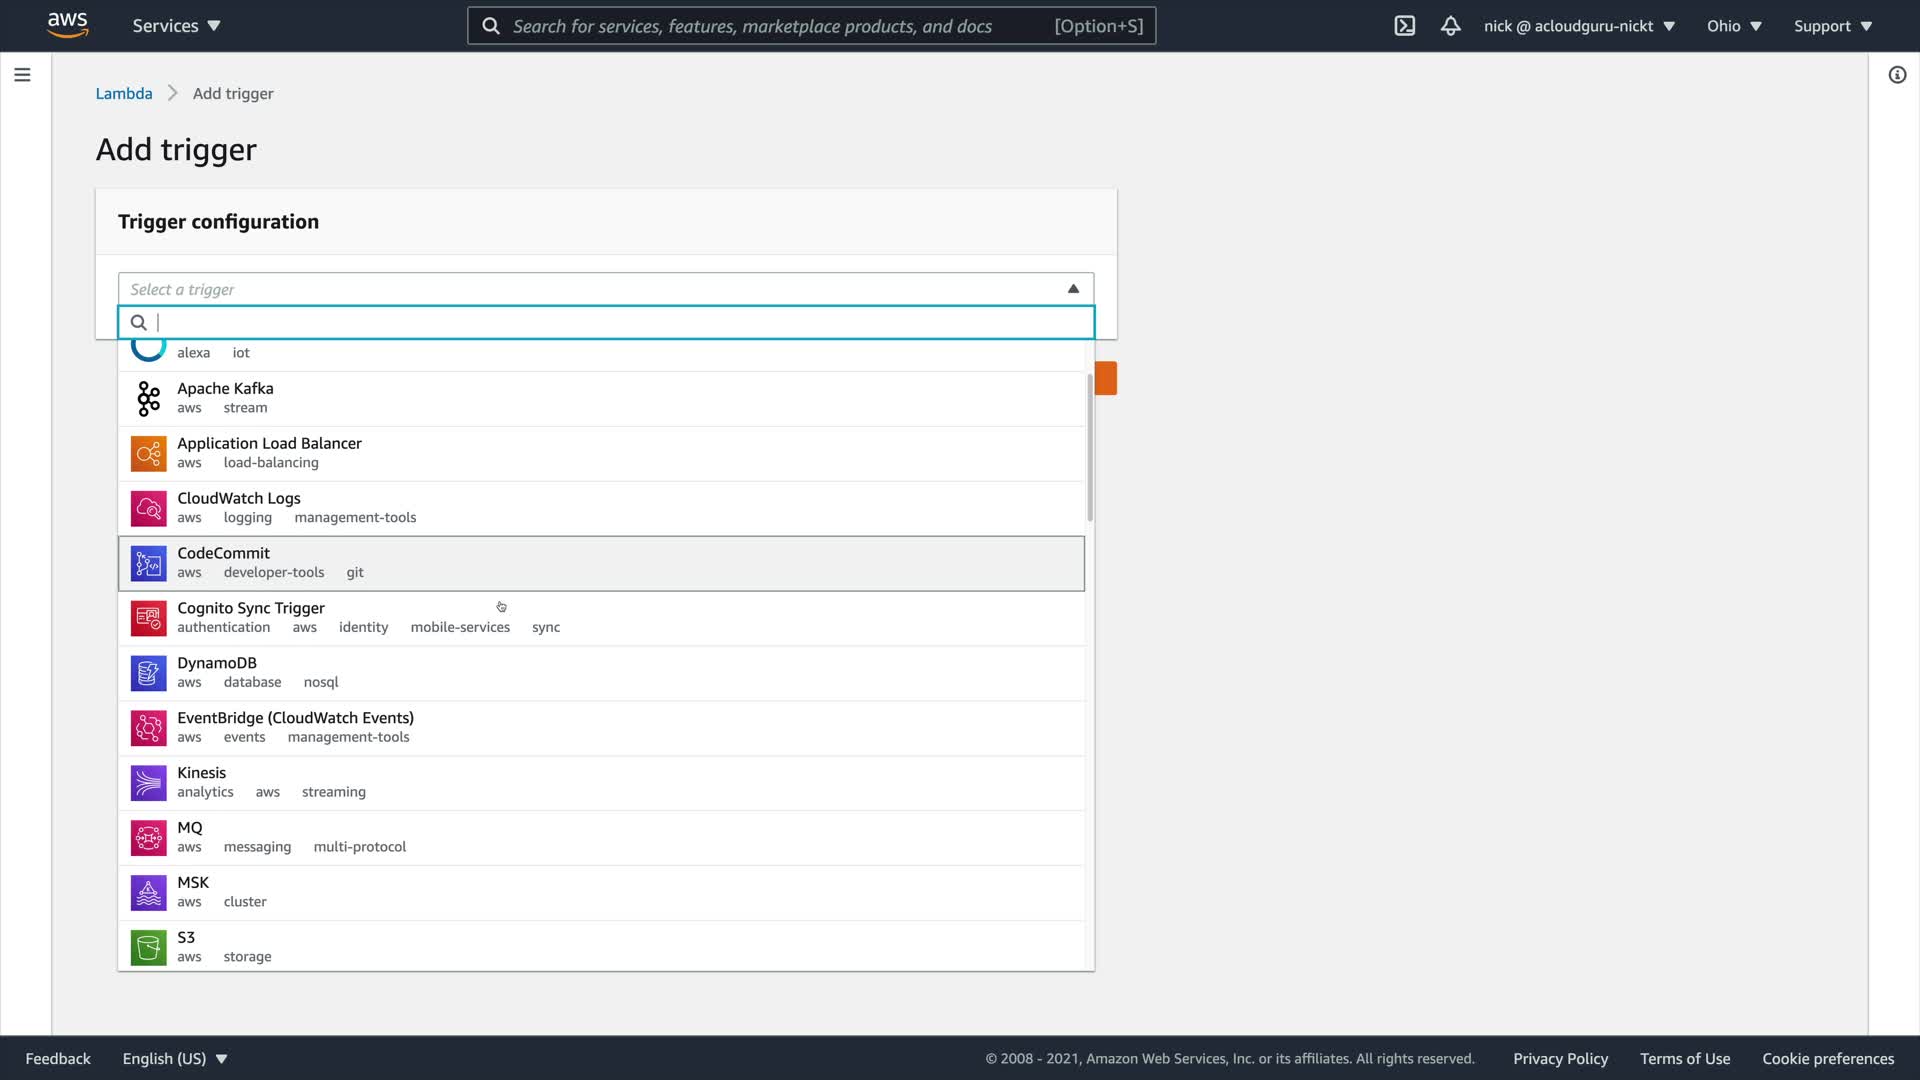 aws
Services
Search for services, features, marketplace products, and docs [Option+S]
nick @ acloudguru-nickt
Ohio
Support
Lambda
Add trigger
Add trigger
Trigger configuration
Select a trigger
alexa iot
Apache Kafka
aws stream
Application Load Balancer
aws load-balancing
CloudWatch Logs
aws logging management-tools
CodeCommit
aws developer-tools git
Cognito Sync Trigger
authentication aws identity mobile-services sync
DynamoDB
aws database nosql
EventBridge (CloudWatch Events)
aws events management-tools
Kinesis
analytics aws streaming
MQ
aws messaging multi-protocol
MSK
aws cluster
S3
aws storage
Feedback
English (US)
© 2008 - 2021, Amazon Web Services, Inc. or its affiliates. All rights reserved.
Privacy Policy
Terms of Use
Cookie preferences